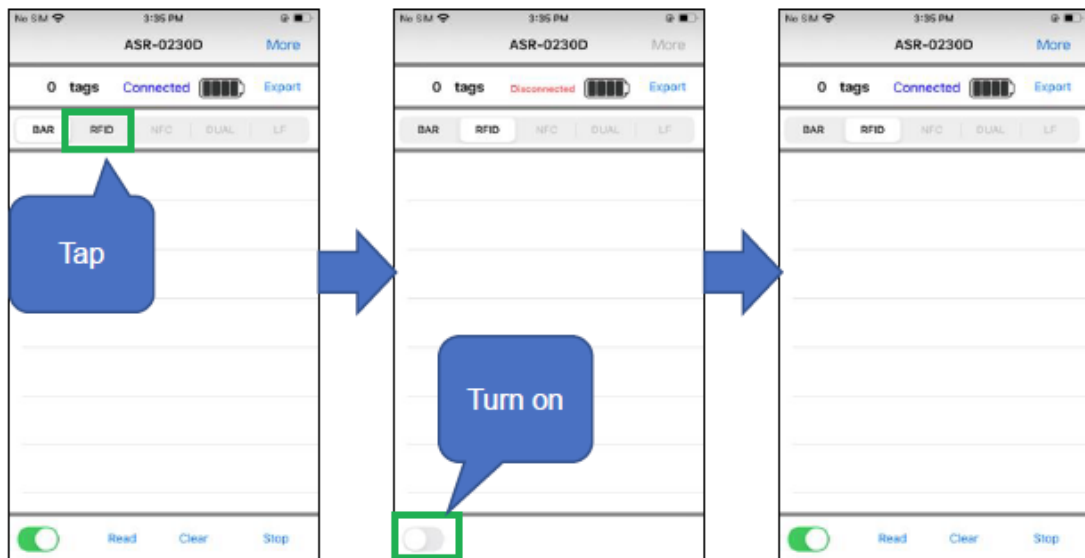 No SIM 3:35 PM
ASR-0230D More
0 tags Connected Export
BAR RFID NFC DUAL LF
Tap
Read Clear Stop
No SIM 3:35 PM
ASR-0230D More
0 tags Disconnected Export
BAR RFID NFC DUAL LF
Turn on
No SIM 3:35 PM
ASR-0230D More
0 tags Connected Export
BAR RFID NFC DUAL LF
Read Clear Stop